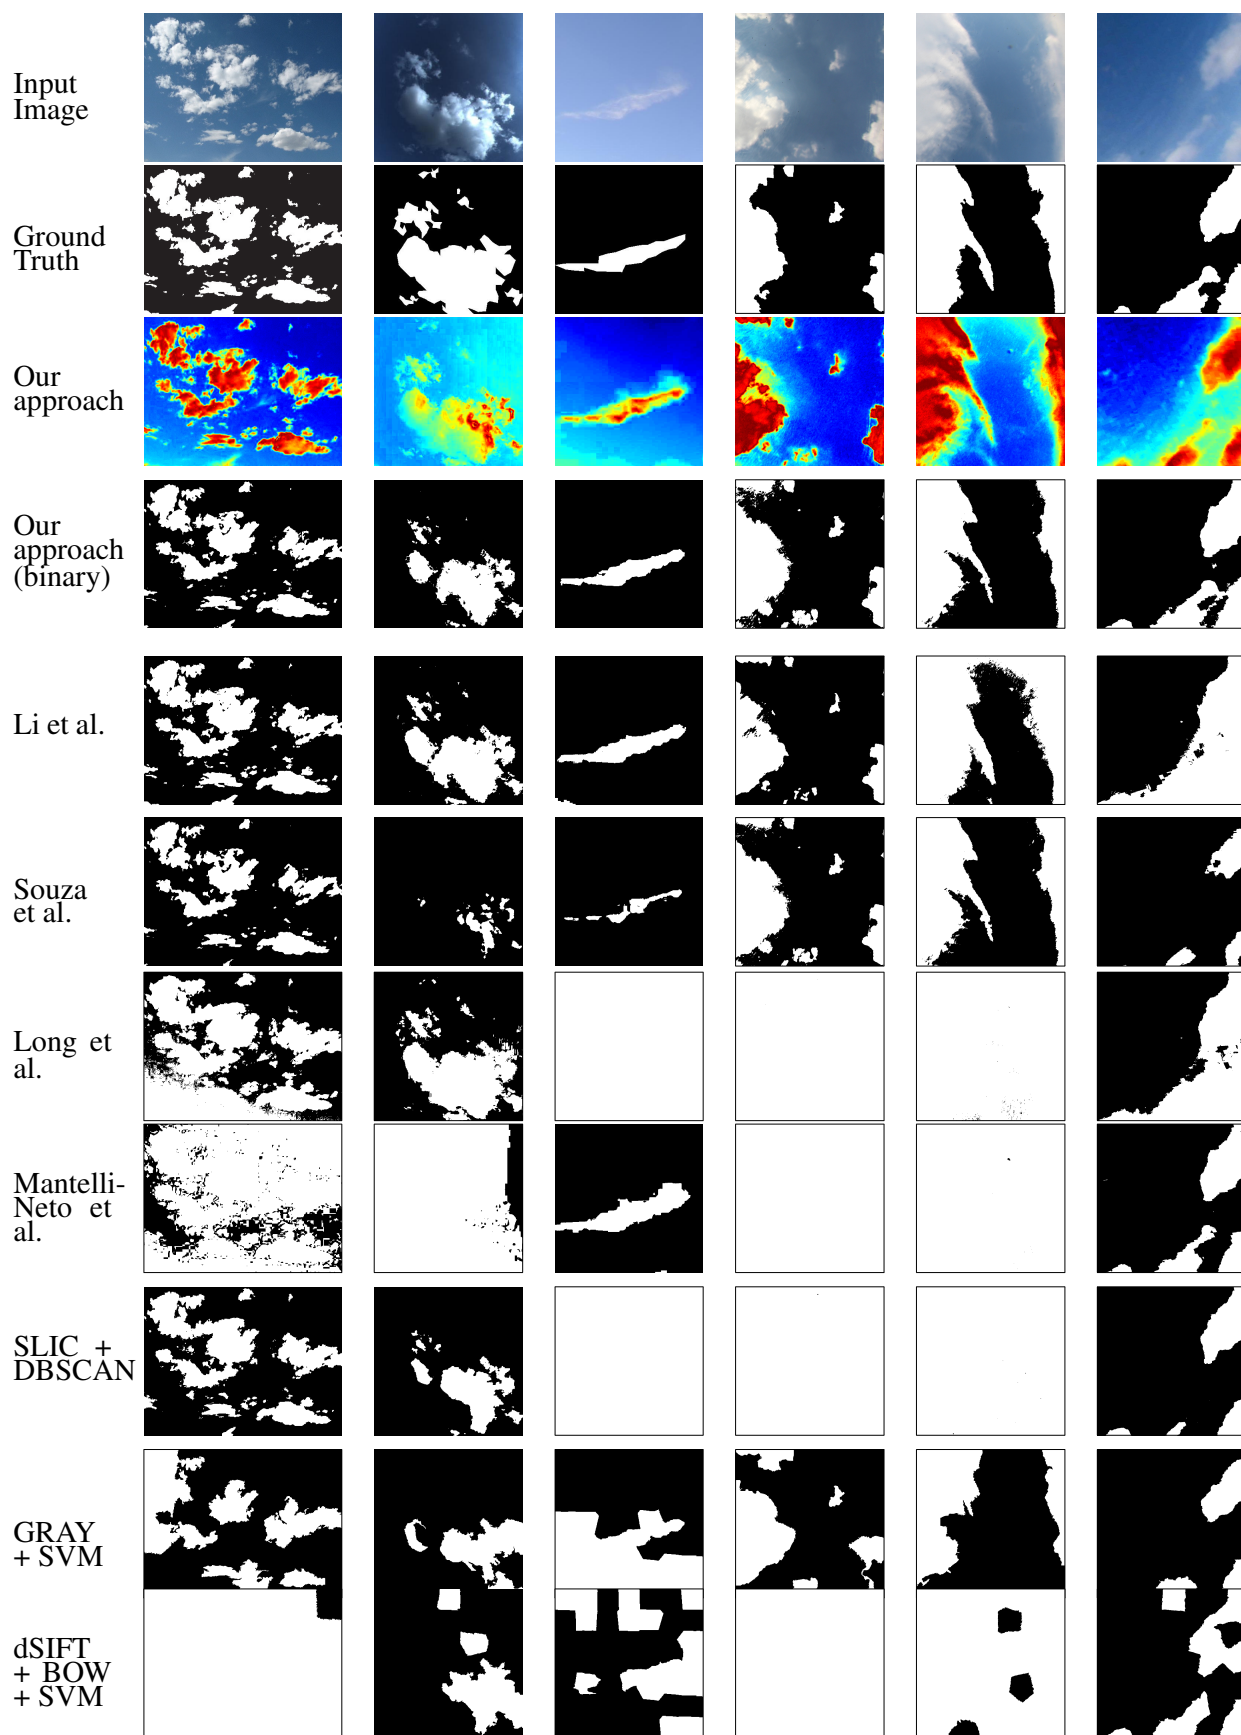 Input
Image
Ground
Truth
Our
approach
Our
approach
(binary)
Li et al.
Souza
et al.
Long et
al.
Mantelli-
Neto et
al.
SLIC +
DBSCAN
GRAY
+ SVM
dSIFT
+ BOW
+ SVM